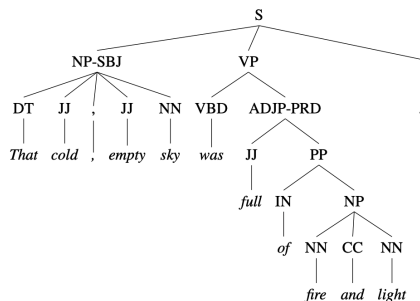 S
NP-SBJ VP
DT JJ , JJ NN VBD ADJP-PRD
That cold , empty sky was JJ PP
full IN NP
of NN CC NN
fire and light